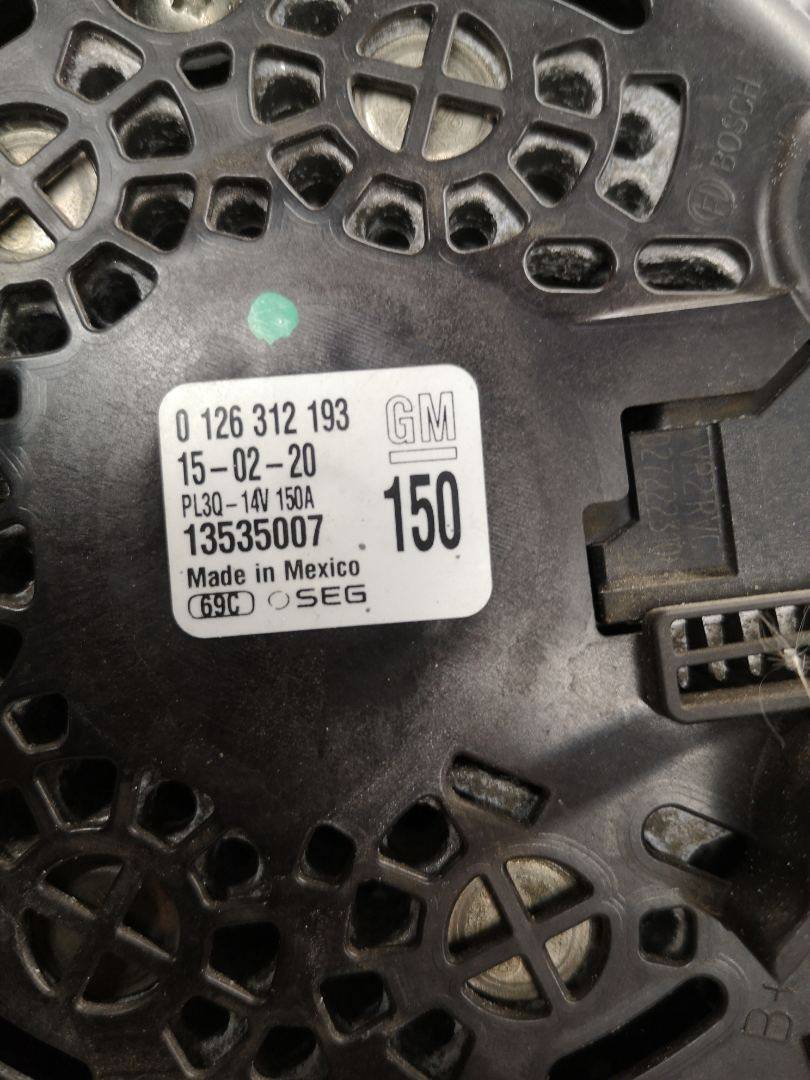 BOSCH
0 126 312 193
GM
15-02-20
PL3Q-14V 150A
150
13535007
Made in Mexico
69C SEG
B+